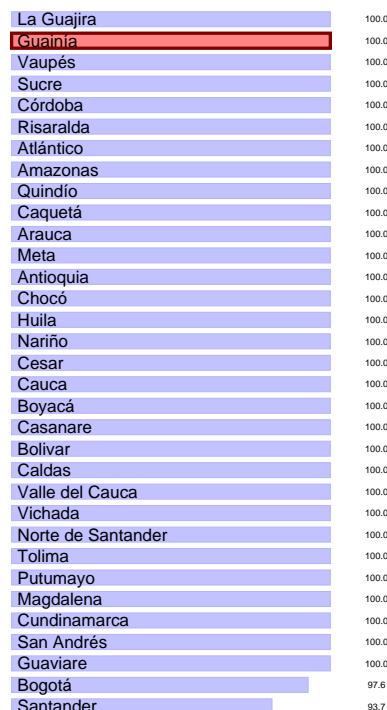 La Guajira 100.0
Guainía 100.0
Vaupés 100.0
Sucre 100.0
Córdoba 100.0
Risaralda 100.0
Atlántico 100.0
Amazonas 100.0
Quindío 100.0
Caquetá 100.0
Arauca 100.0
Meta 100.0
Antioquia 100.0
Chocó 100.0
Huila 100.0
Nariño 100.0
Cesar 100.0
Cauca 100.0
Boyacá 100.0
Casanare 100.0
Bolivar 100.0
Caldas 100.0
Valle del Cauca 100.0
Vichada 100.0
Norte de Santander 100.0
Tolima 100.0
Putumayo 100.0
Magdalena 100.0
Cundinamarca 100.0
San Andrés 100.0
Guaviare 100.0
Bogotá 97.6
Santander 93.7